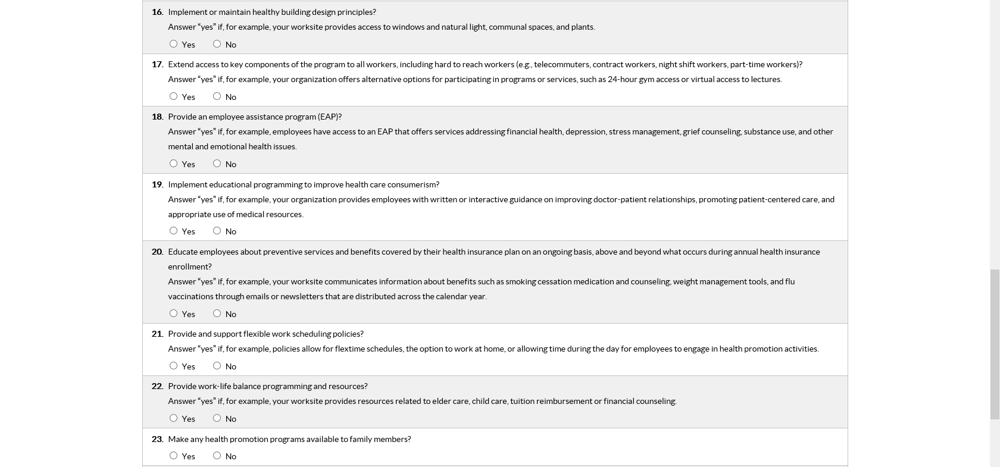 16. Implement or maintain healthy building design principles?
Answer “yes” if, for example, your worksite provides access to windows and natural light, communal spaces, and plants.
Yes No
17. Extend access to key components of the program to all workers, including hard to reach workers (e.g., telecommuters, contract workers, night shift workers, part-time workers)?
Answer “yes” if, for example, your organization offers alternative options for participating in programs or services, such as 24-hour gym access or virtual access to lectures.
Yes No
18. Provide an employee assistance program (EAP)?
Answer “yes” if, for example, employees have access to an EAP that offers services addressing financial health, depression, stress management, grief counseling, substance use, and other
mental and emotional health issues.
Yes No
19. Implement educational programming to improve health care consumerism?
Answer “yes” if, for example, your organization provides employees with written or interactive guidance on improving doctor-patient relationships, promoting patient-centered care, and
appropriate use of medical resources.
Yes No
20. Educate employees about preventive services and benefits covered by their health insurance plan on an ongoing basis, above and beyond what occurs during annual health insurance
enrollment?
Answer “yes” if, for example, your worksite communicates information about benefits such as smoking cessation medication and counseling, weight management tools, and flu
vaccinations through emails or newsletters that are distributed across the calendar year.
Yes No
21. Provide and support flexible work scheduling policies?
Answer “yes” if, for example, policies allow for flextime schedules, the option to work at home, or allowing time during the day for employees to engage in health promotion activities.
Yes No
22. Provide work-life balance programming and resources?
Answer “yes” if, for example, your worksite provides resources related to elder care, child care, tuition reimbursement or financial counseling.
Yes No
23. Make any health promotion programs available to family members?
Yes No